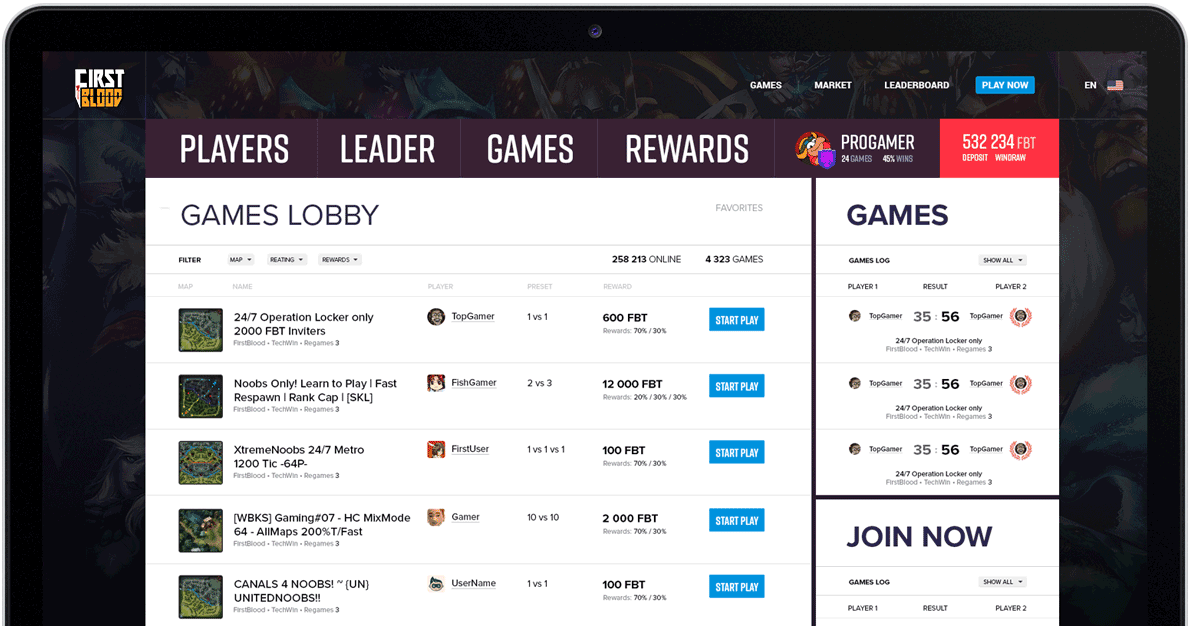 FIRST
BLOOD
GAMES
MARKET
LEADERBOARD
PLAY NOW
EN
PLAYERS
LEADER
GAMES
REWARDS
PROGAMER
24 GAMES 45% WINS
532 234 FBT
DEPOSIT WINDRAW
GAMES LOBBY
FAVORITES
FILTER
MAP
REATING
REWARDS
258 213 ONLINE
4 323 GAMES
MAP
NAME
PLAYER
PRESET
REWARD
24/7 Operation Locker only
2000 FBT Inviters
FirstBlood • TechWin • Regames 3
TopGamer
1 vs 1
600 FBT
Rewards: 70% / 30%
START PLAY
Noobs Only! Learn to Play | Fast
Respawn | Rank Cap | [SKL]
FirstBlood • TechWin • Regames 3
FishGamer
2 vs 3
12 000 FBT
Rewards: 20% / 30% / 30%
START PLAY
XtremeNoobs 24/7 Metro
1200 Tic -64P-
FirstBlood • TechWin • Regames 3
FirstUser
1 vs 1 vs 1
100 FBT
Rewards: 70% / 30%
START PLAY
[WBKS] Gaming#07 - HC MixMode
64 - AllMaps 200%T/Fast
FirstBlood • TechWin • Regames 3
Gamer
10 vs 10
2 000 FBT
Rewards: 70% / 30%
START PLAY
CANALS 4 NOOBS! ~ {UN}
UNITEDNOOBS!!
FirstBlood • TechWin • Regames 3
UserName
1 vs 1
100 FBT
Rewards: 70% / 30%
START PLAY
GAMES
GAMES LOG
SHOW ALL
PLAYER 1
RESULT
PLAYER 2
TopGamer
35 : 56
TopGamer
24/7 Operation Locker only
FirstBlood • TechWin • Regames 3
TopGamer
35 : 56
TopGamer
24/7 Operation Locker only
FirstBlood • TechWin • Regames 3
TopGamer
35 : 56
TopGamer
24/7 Operation Locker only
FirstBlood • TechWin • Regames 3
JOIN NOW
GAMES LOG
SHOW ALL
PLAYER 1
RESULT
PLAYER 2